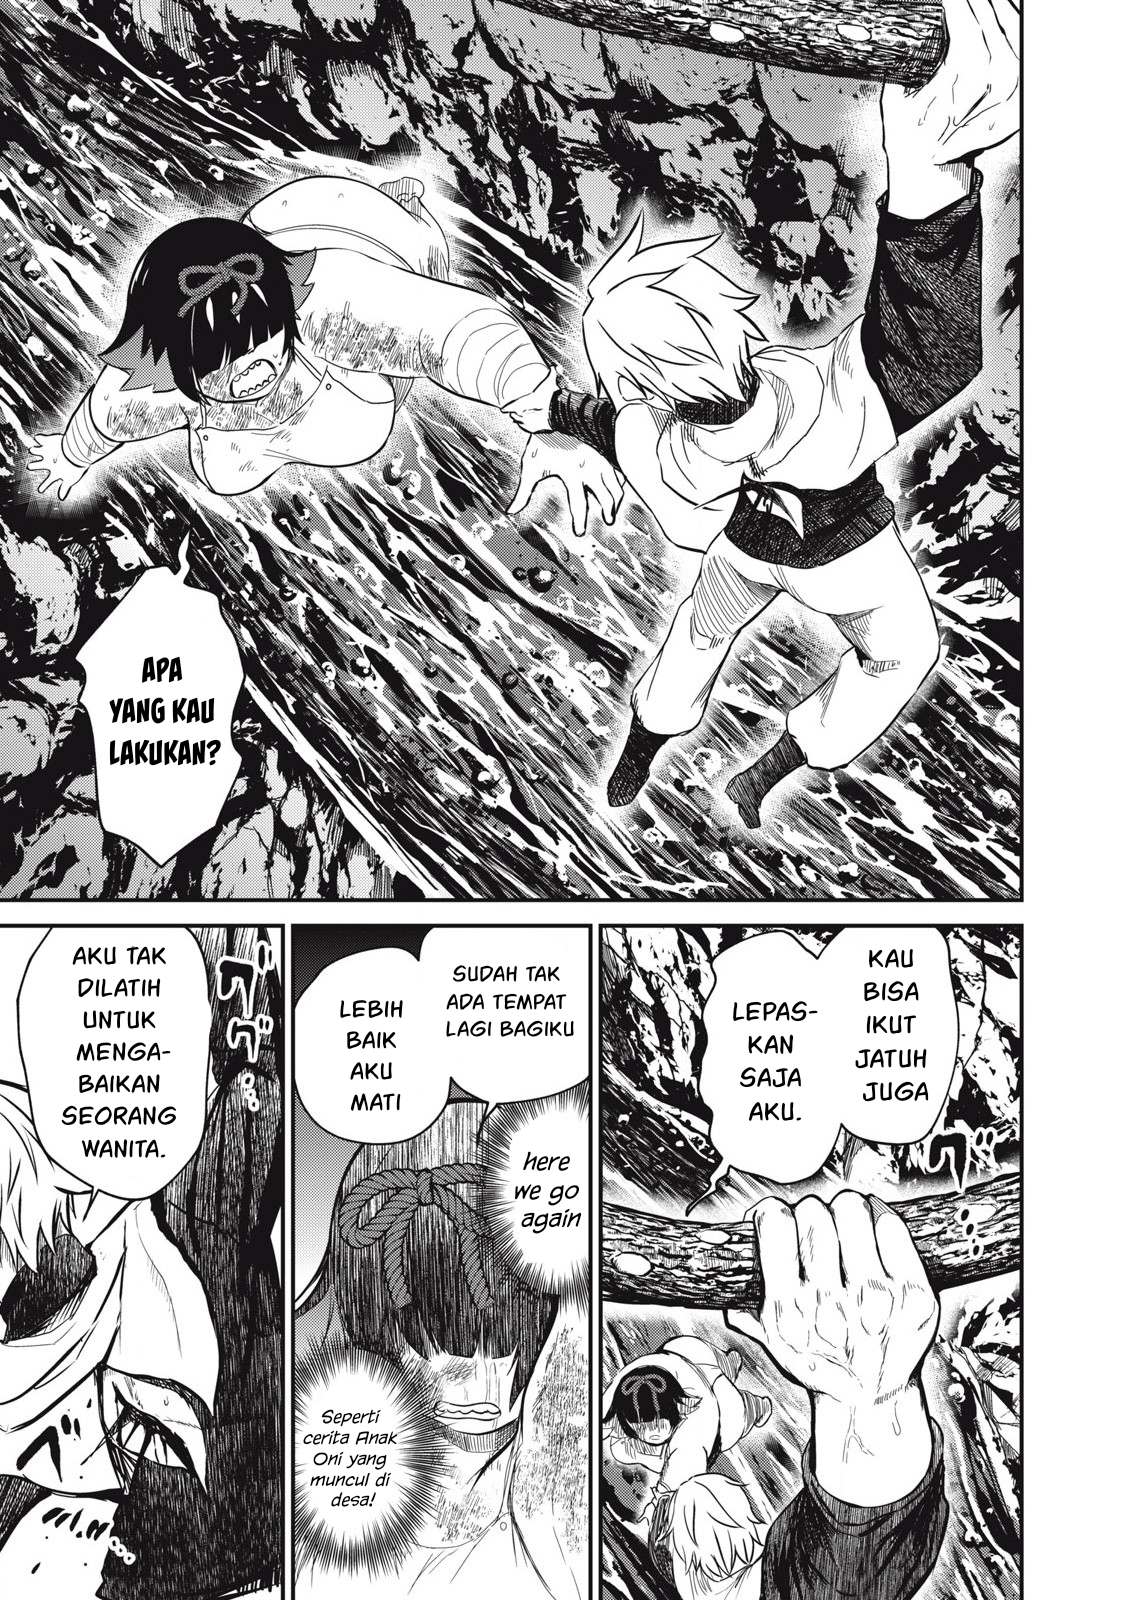 APA
YANG KAU
LAKUKAN?
KAU
BISA
IKUT
JATUH
JUGA
LEPAS-
KAN
SAJA
AKU.
SUDAH TAK
ADA TEMPAT
LAGI BAGIKU
LEBIH
BAIK
AKU
MATI
here
we go
again
Seperti
cerita Anak
Oni yang
muncul di
desa!
AKU TAK
DILATIH
UNTUK
MENGA-
BAIKAN
SEORANG
WANITA.